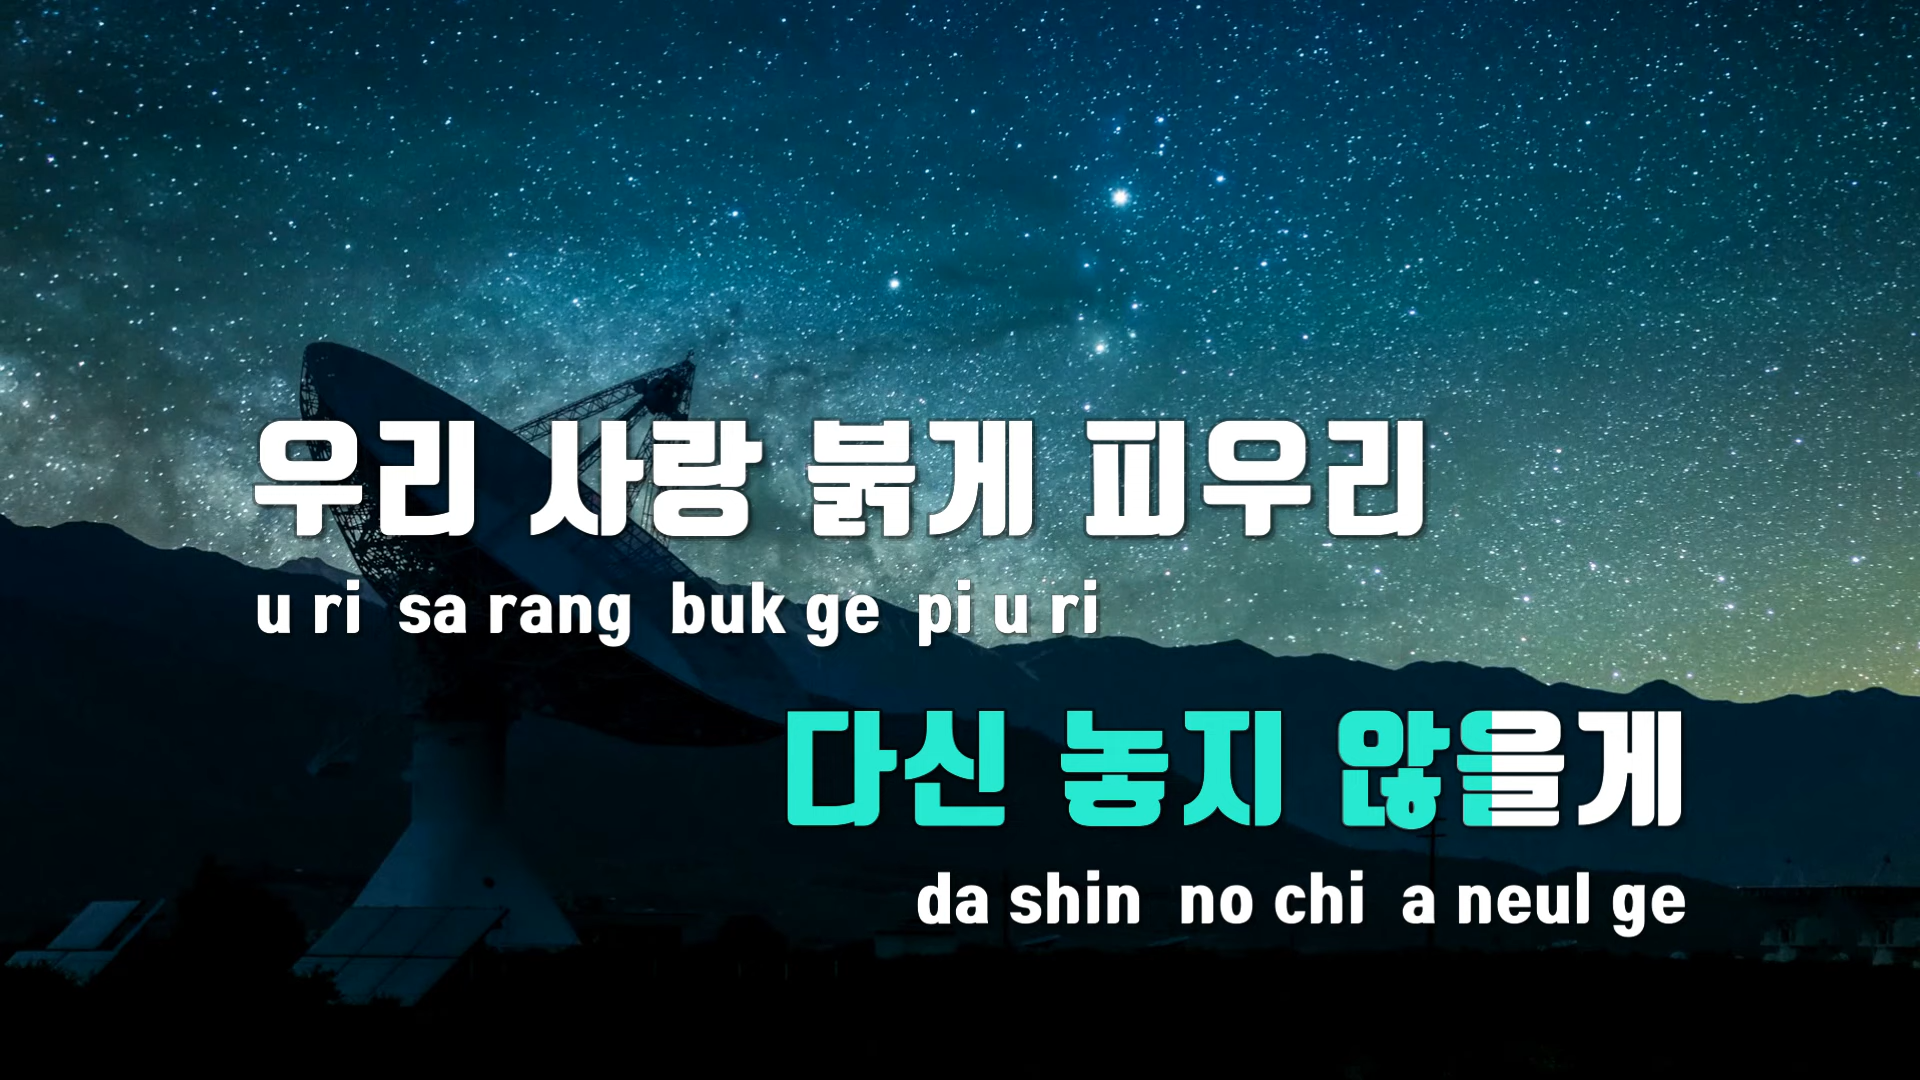 우리 사랑 붉게 피우리
u ri sa rang buk ge pi u ri
다신 놓지 않을게
da shin no chi a neul ge